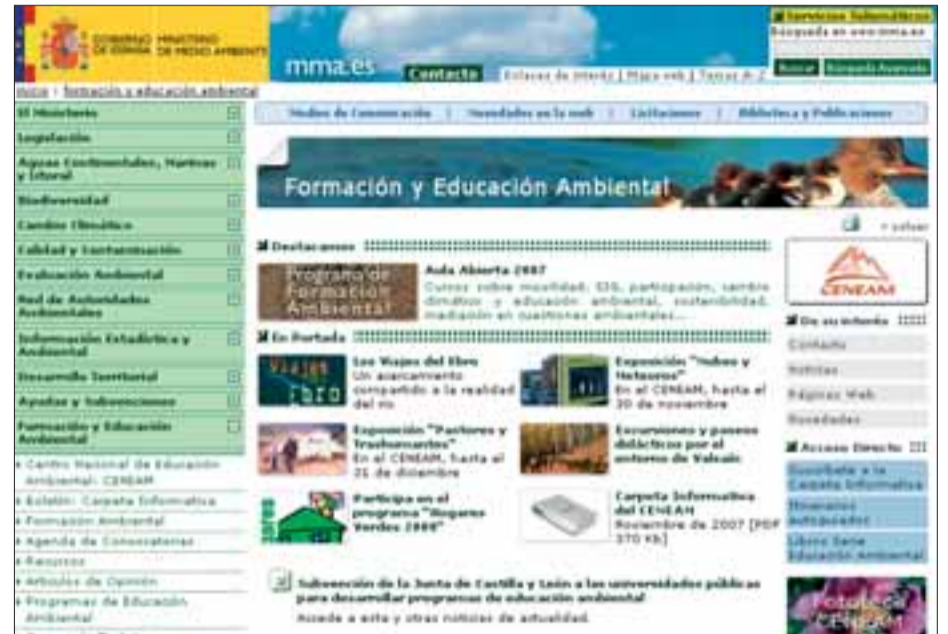 GOBIERNO MINISTERIO
DE ESPAÑA DE MEDIO AMBIENTE
mma.es
Contacto
Enlaces de interés | Mapa web | Temas A-Z
Servicios Telemáticos
Búsqueda en www.mma.es
Buscar Búsqueda Avanzada
Inicio > formación y educación ambiental
Medios de Comunicación | Novedades en la web | Licitaciones | Biblioteca y Publicaciones
El Ministerio
Legislación
Aguas Continentales, Marinas
y Litoral
Biodiversidad
Cambio Climático
Calidad y Contaminación
Evaluación Ambiental
Red de Autoridades
Ambientales
Información Estadística y
Ambiental
Desarrollo Territorial
Ayudas y Subvenciones
Formación y Educación
Ambiental
Centro Nacional de Educación
Ambiental: CENEAM
Boletín: Carpeta Informativa
Formación Ambiental
Agenda de Convocatorias
Recursos
Artículos de Opinión
Programas de Educación
Ambiental
Formación y Educación Ambiental
> volver
Destacamos
Programa de
Formación
Ambiental
Aula Abierta 2007
Cursos sobre movilidad, SIG, participación, cambio
climático y educación ambiental, sostenibilidad,
mediación en cuestiones ambientales...
En Portada
Viajes
Ebro
Los Viajes del Ebro
Un acercamiento
compartido a la realidad
del río
Exposición "Nubes y
Meteoros"
En el CENEAM, hasta el
30 de noviembre
Exposición "Pastores y
Trashumantes"
En el CENEAM, hasta el
31 de diciembre
Excursiones y paseos
didácticos por el
entorno de Valsaín
Participa en el
programa "Hogares
Verdes 2008"
Carpeta Informativa
del CENEAM
Noviembre de 2007 [PDF
370 Kb]
Subvención de la Junta de Castilla y León a las universidades públicas
para desarrollar programas de educación ambiental
Accede a esta y otras noticias de actualidad.
CENEAM
De su interés
Contacto
Noticias
Páginas Web
Novedades
Acceso Directo
Suscríbete a la
Carpeta Informativa
Itinerarios
autoguiados
Libros Serie
Educación Ambiental
Fototeca
CENEAM